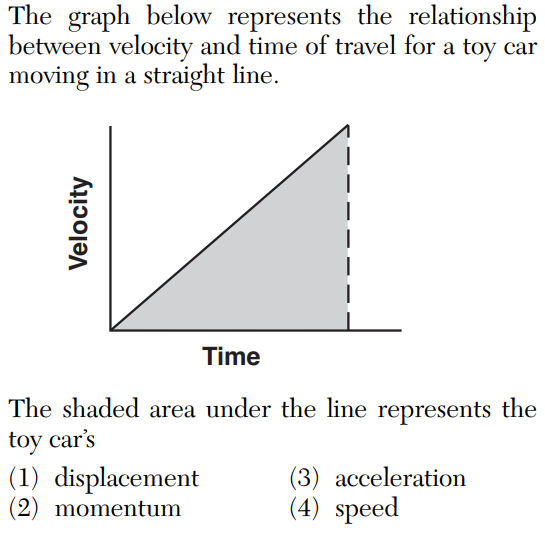 The graph below represents the relationship
between velocity and time of travel for a toy car
moving in a straight line.
Velocity
Time
The shaded area under the line represents the
toy car’s
(1) displacement (3) acceleration
(2) momentum (4) speed